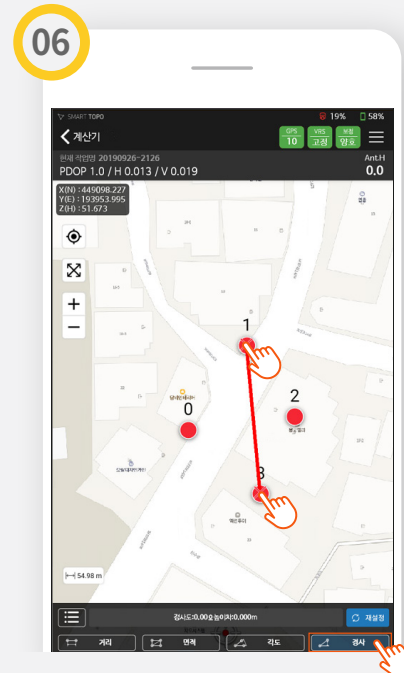 06
SMART TOPO
19%
58%
계산기
GPS
10
VRS
고정
보정
양호
현재 작업명 20190926-2126
PDOP 1.0 / H 0.013 / V 0.019
Ant.H
0.0
X(N) : 449098.227
Y(E) : 193953.995
Z(H) : 51.673
1
2
0
3
54.98 m
경사도:0.00호높이차:0.000m
재설정
거리
면적
각도
경사